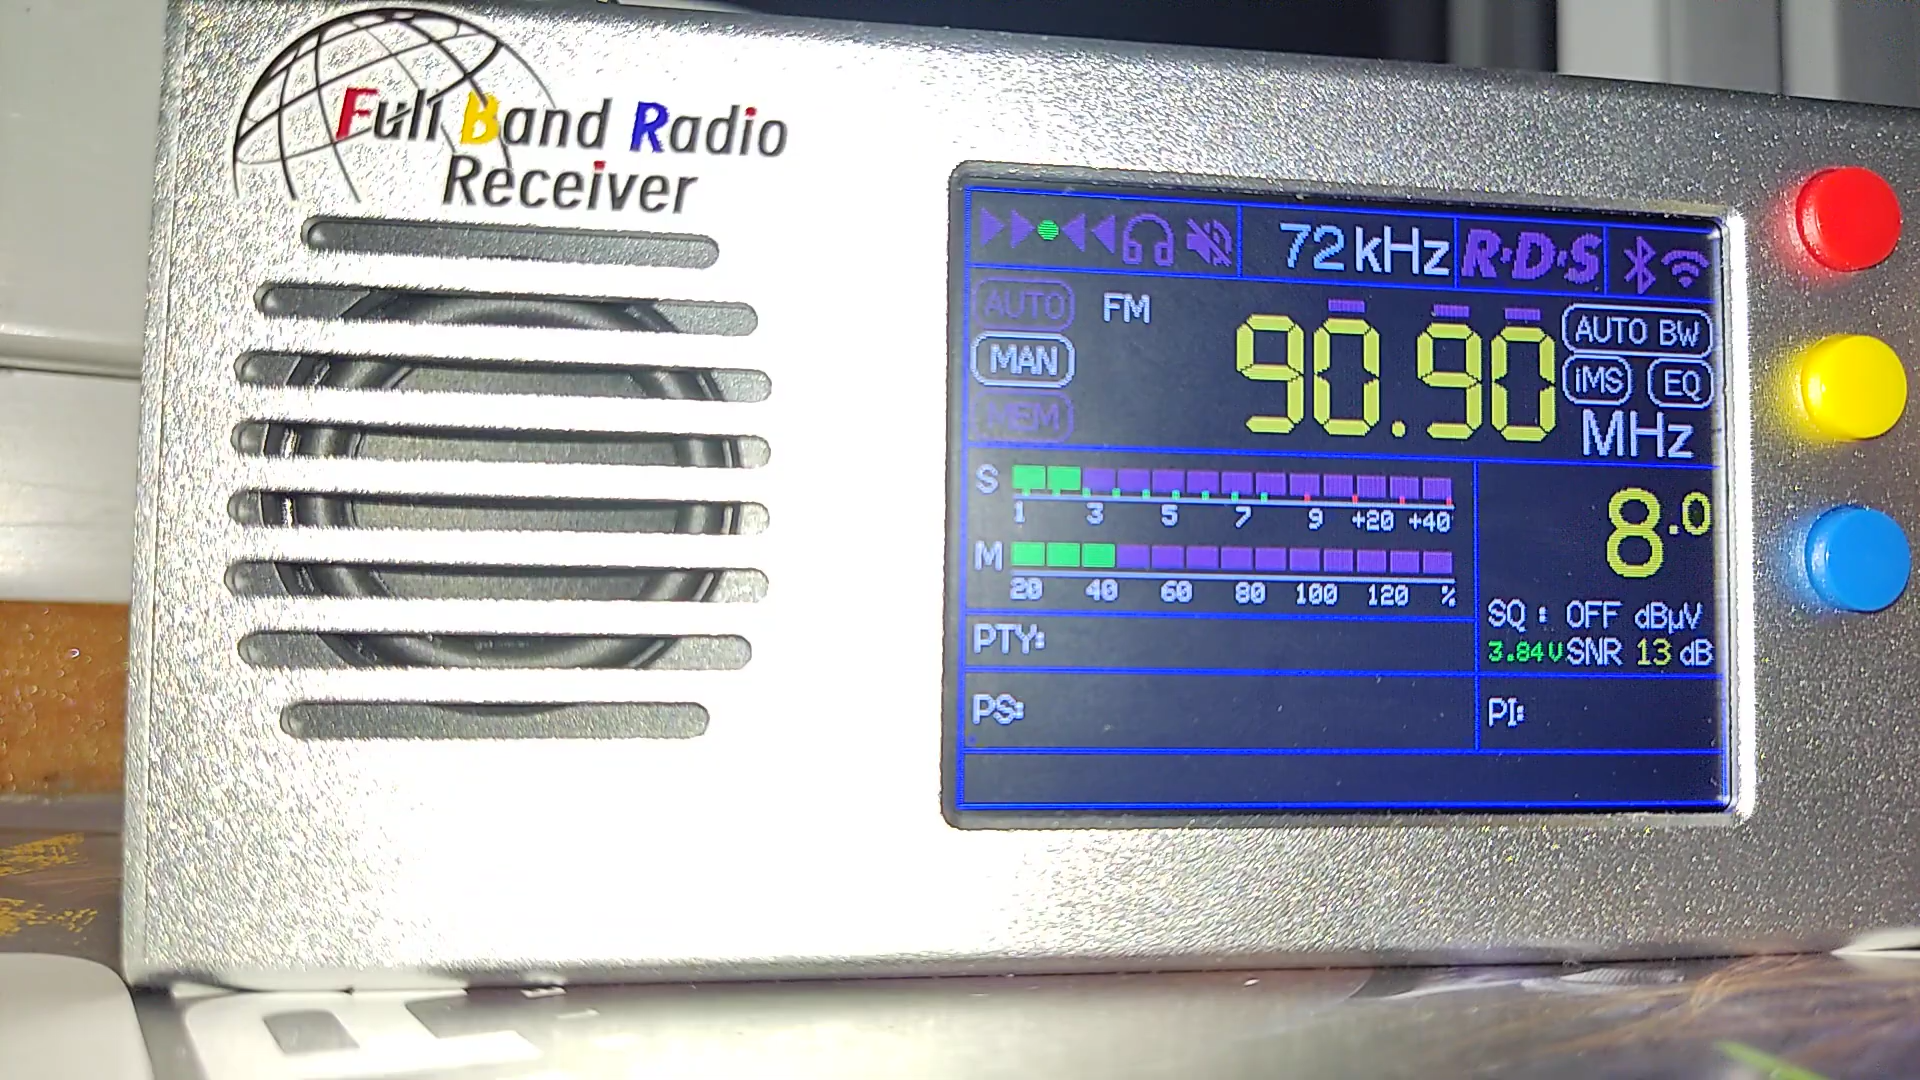 Full Band Radio
Receiver
72kHz R·D·S
AUTO FM AUTO BW
MAN 90.90 iMS EQ
MEM MHz
S
1 3 5 7 9 +20 +40
8.0
M
20 40 60 80 100 120 %
SQ : OFF dBµV
PTY: 3.84V SNR 13 dB
PS: PI: